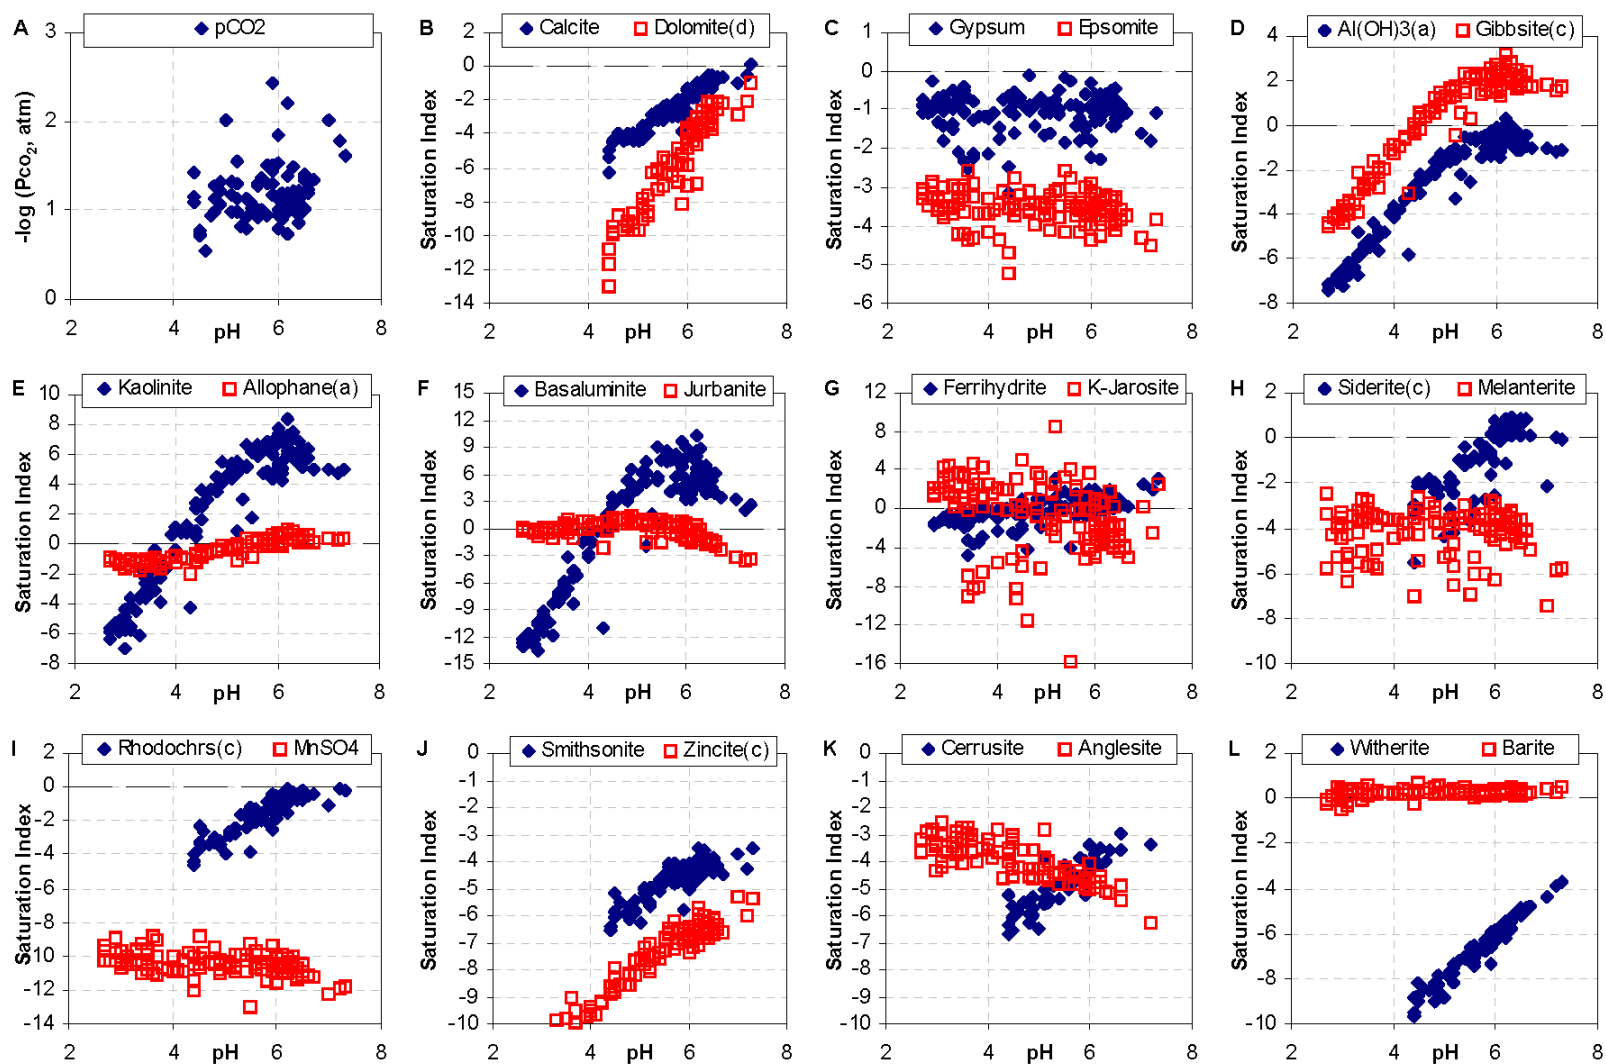 A
pCO2
-log (Pco2, atm)
3
2
1
0
2 4 6 8
pH
B
Calcite Dolomite(d)
Saturation Index
2
0
-2
-4
-6
-8
-10
-12
-14
2 4 6 8
pH
C
Gypsum Epsomite
Saturation Index
1
0
-1
-2
-3
-4
-5
-6
2 4 6 8
pH
D
Al(OH)3(a) Gibbsite(c)
Saturation Index
4
2
0
-2
-4
-6
-8
2 4 6 8
pH
E
Kaolinite Allophane(a)
Saturation Index
10
8
6
4
2
0
-2
-4
-6
-8
2 4 6 8
pH
F
Basaluminite Jurbanite
Saturation Index
15
12
9
6
3
0
-3
-6
-9
-12
-15
2 4 6 8
pH
G
Ferrihydrite K-Jarosite
Saturation Index
12
8
4
0
-4
-8
-12
-16
2 4 6 8
pH
H
Siderite(c) Melanterite
Saturation Index
2
0
-2
-4
-6
-8
-10
2 4 6 8
pH
I
Rhodochrs(c) MnSO4
Saturation Index
2
0
-2
-4
-6
-8
-10
-12
-14
2 4 6 8
pH
J
Smithsonite Zincite(c)
Saturation Index
0
-1
-2
-3
-4
-5
-6
-7
-8
-9
-10
2 4 6 8
pH
K
Cerrusite Anglesite
Saturation Index
0
-1
-2
-3
-4
-5
-6
-7
-8
-9
2 4 6 8
pH
L
Witherite Barite
Saturation Index
2
0
-2
-4
-6
-8
-10
2 4 6 8
pH